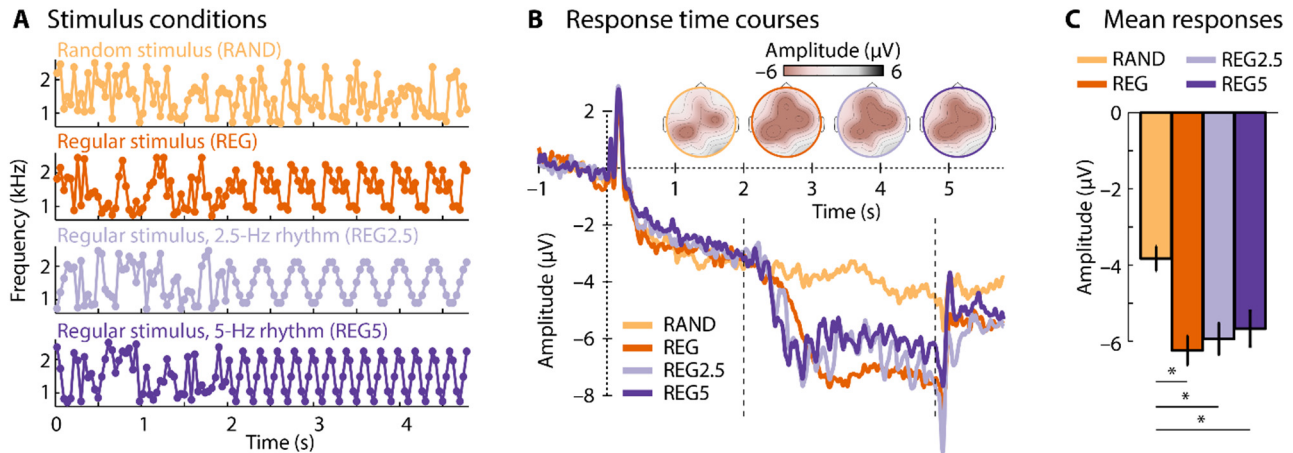 A Stimulus conditions
Random stimulus (RAND)
2
1
Regular stimulus (REG)
2
1
Regular stimulus, 2.5-Hz rhythm (REG2.5)
2
1
Regular stimulus, 5-Hz rhythm (REG5)
2
1
Frequency (kHz)
0 1 2 3 4
Time (s)
B Response time courses
Amplitude (μV)
−6 6
2
−2
−4
−6
−8
Amplitude (μV)
−1 1 2 3 4 5
Time (s)
RAND
REG
REG2.5
REG5
C Mean responses
RAND REG2.5
REG REG5
0
−2
−4
−6
Amplitude (μV)
*
*
*